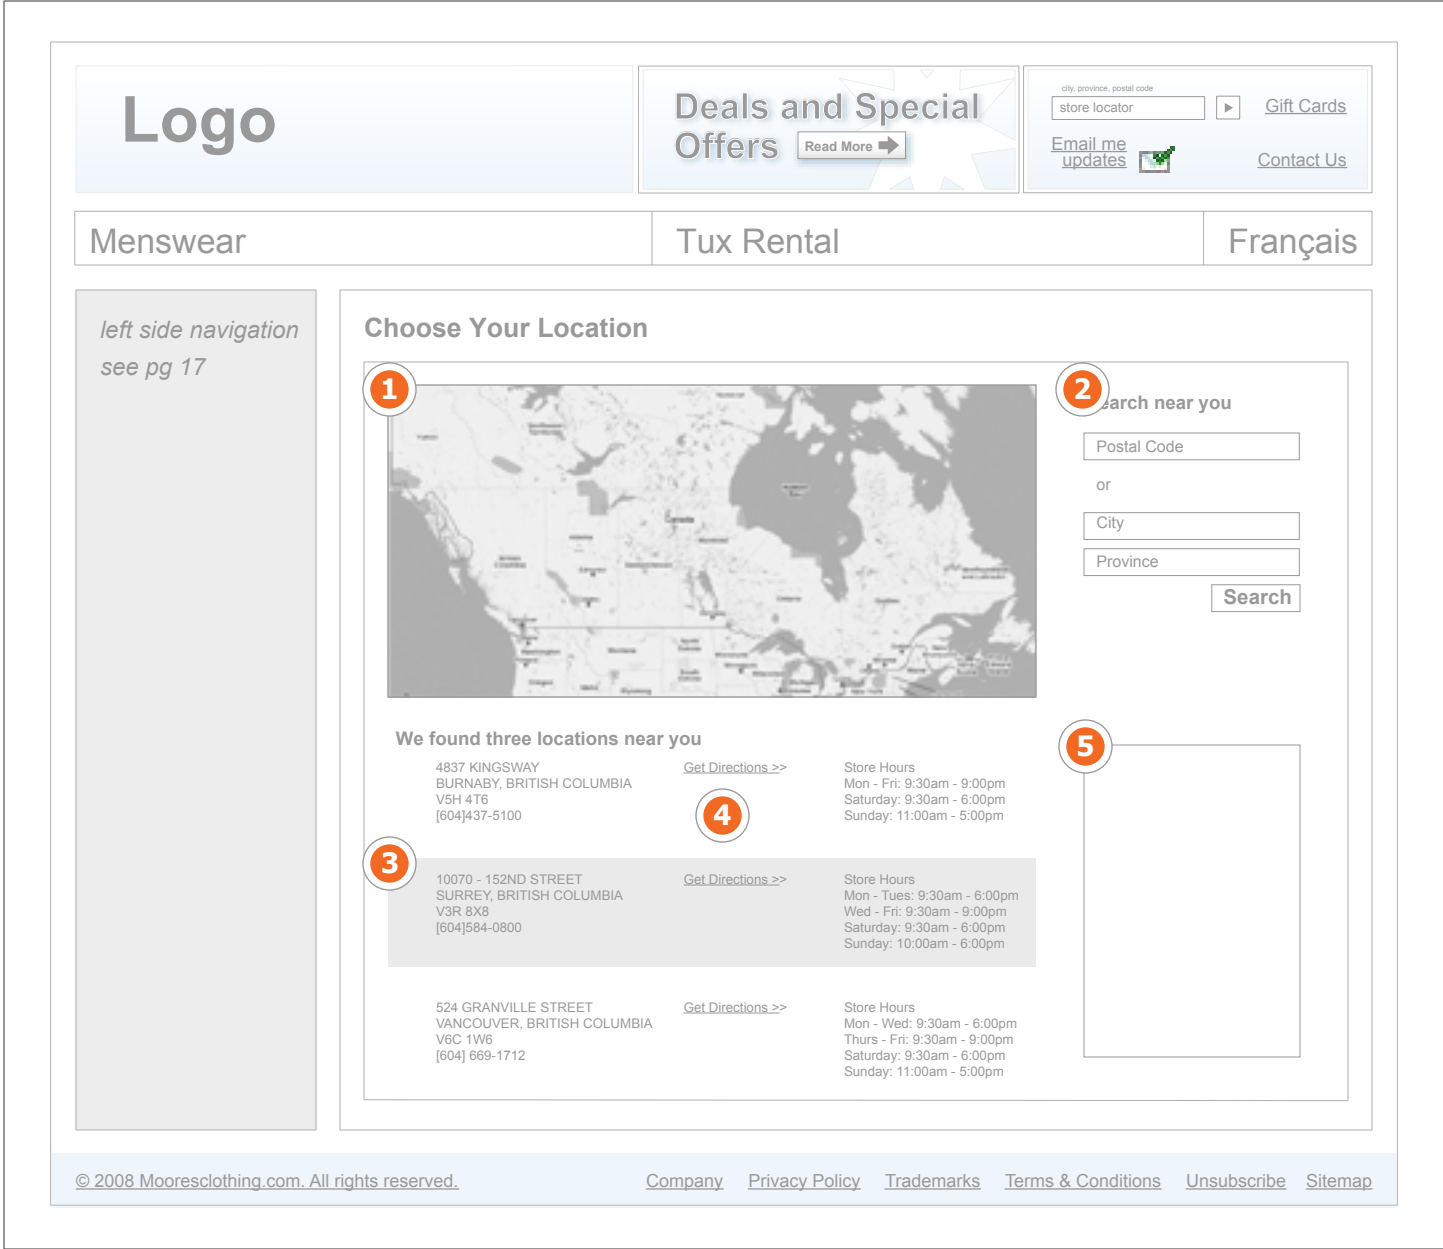 Logo
Deals and Special
Offers
Read More
city, province, postal code
store locator
Gift Cards
Email me
updates
Contact Us
Menswear
Tux Rental
Français
left side navigation
see pg 17
Choose Your Location
1
2
earch near you
Postal Code
or
City
Province
Search
Canada
We found three locations near you
4837 KINGSWAY
BURNABY, BRITISH COLUMBIA
V5H 4T6
[604]437-5100
Get Directions >>
4
Store Hours
Mon - Fri: 9:30am - 9:00pm
Saturday: 9:30am - 6:00pm
Sunday: 11:00am - 5:00pm
5
3
10070 - 152ND STREET
SURREY, BRITISH COLUMBIA
V3R 8X8
[604]584-0800
Get Directions >>
Store Hours
Mon - Tues: 9:30am - 6:00pm
Wed - Fri: 9:30am - 9:00pm
Saturday: 9:30am - 6:00pm
Sunday: 10:00am - 6:00pm
524 GRANVILLE STREET
VANCOUVER, BRITISH COLUMBIA
V6C 1W6
[604] 669-1712
Get Directions >>
Store Hours
Mon - Wed: 9:30am - 6:00pm
Thurs - Fri: 9:30am - 9:00pm
Saturday: 9:30am - 6:00pm
Sunday: 11:00am - 5:00pm
© 2008 Mooresclothing.com. All rights reserved.
Company
Privacy Policy
Trademarks
Terms & Conditions
Unsubscribe
Sitemap